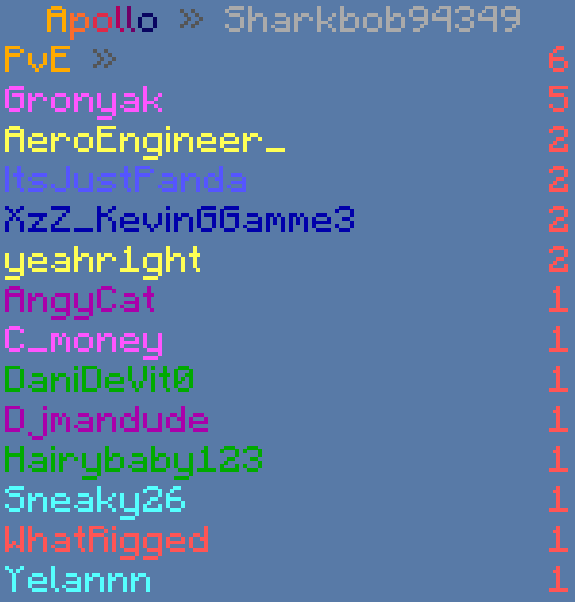 Apollo » Sharkbob94349
PvE » 6
Gronyak 5
AeroEngineer_ 2
ItsJustPanda 2
XzZ_KevinGGamme3 2
yeahr1ght 2
AngyCat 1
C_money 1
DaniDeVit0 1
Djmandude 1
Hairybaby123 1
Sneaky26 1
WhatRigged 1
Yelannn 1